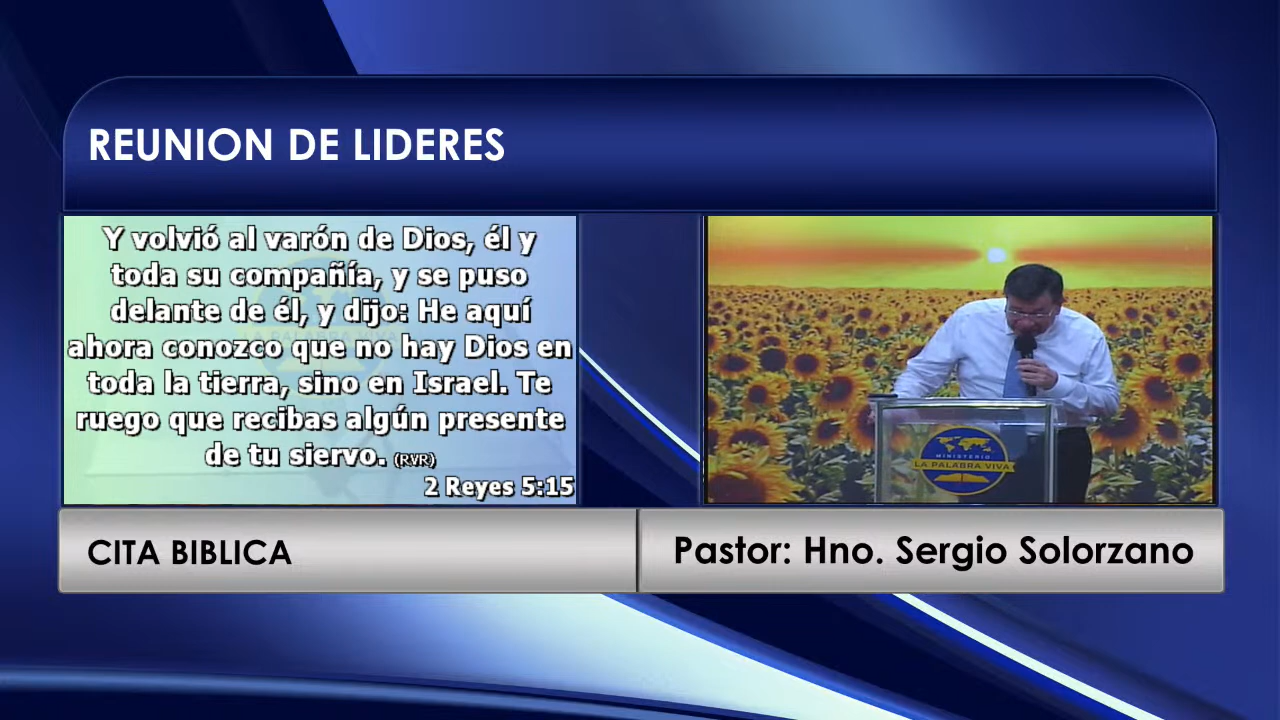 REUNION DE LIDERES
Y volvió al varón de Dios, él y
toda su compañía, y se puso
delante de él, y dijo: He aquí
ahora conozco que no hay Dios en
toda la tierra, sino en Israel. Te
ruego que recibas algún presente
de tu siervo. (RVR)
2 Reyes 5:15
MINISTERIO
LA PALABRA VIVA
CITA BIBLICA
Pastor: Hno. Sergio Solorzano